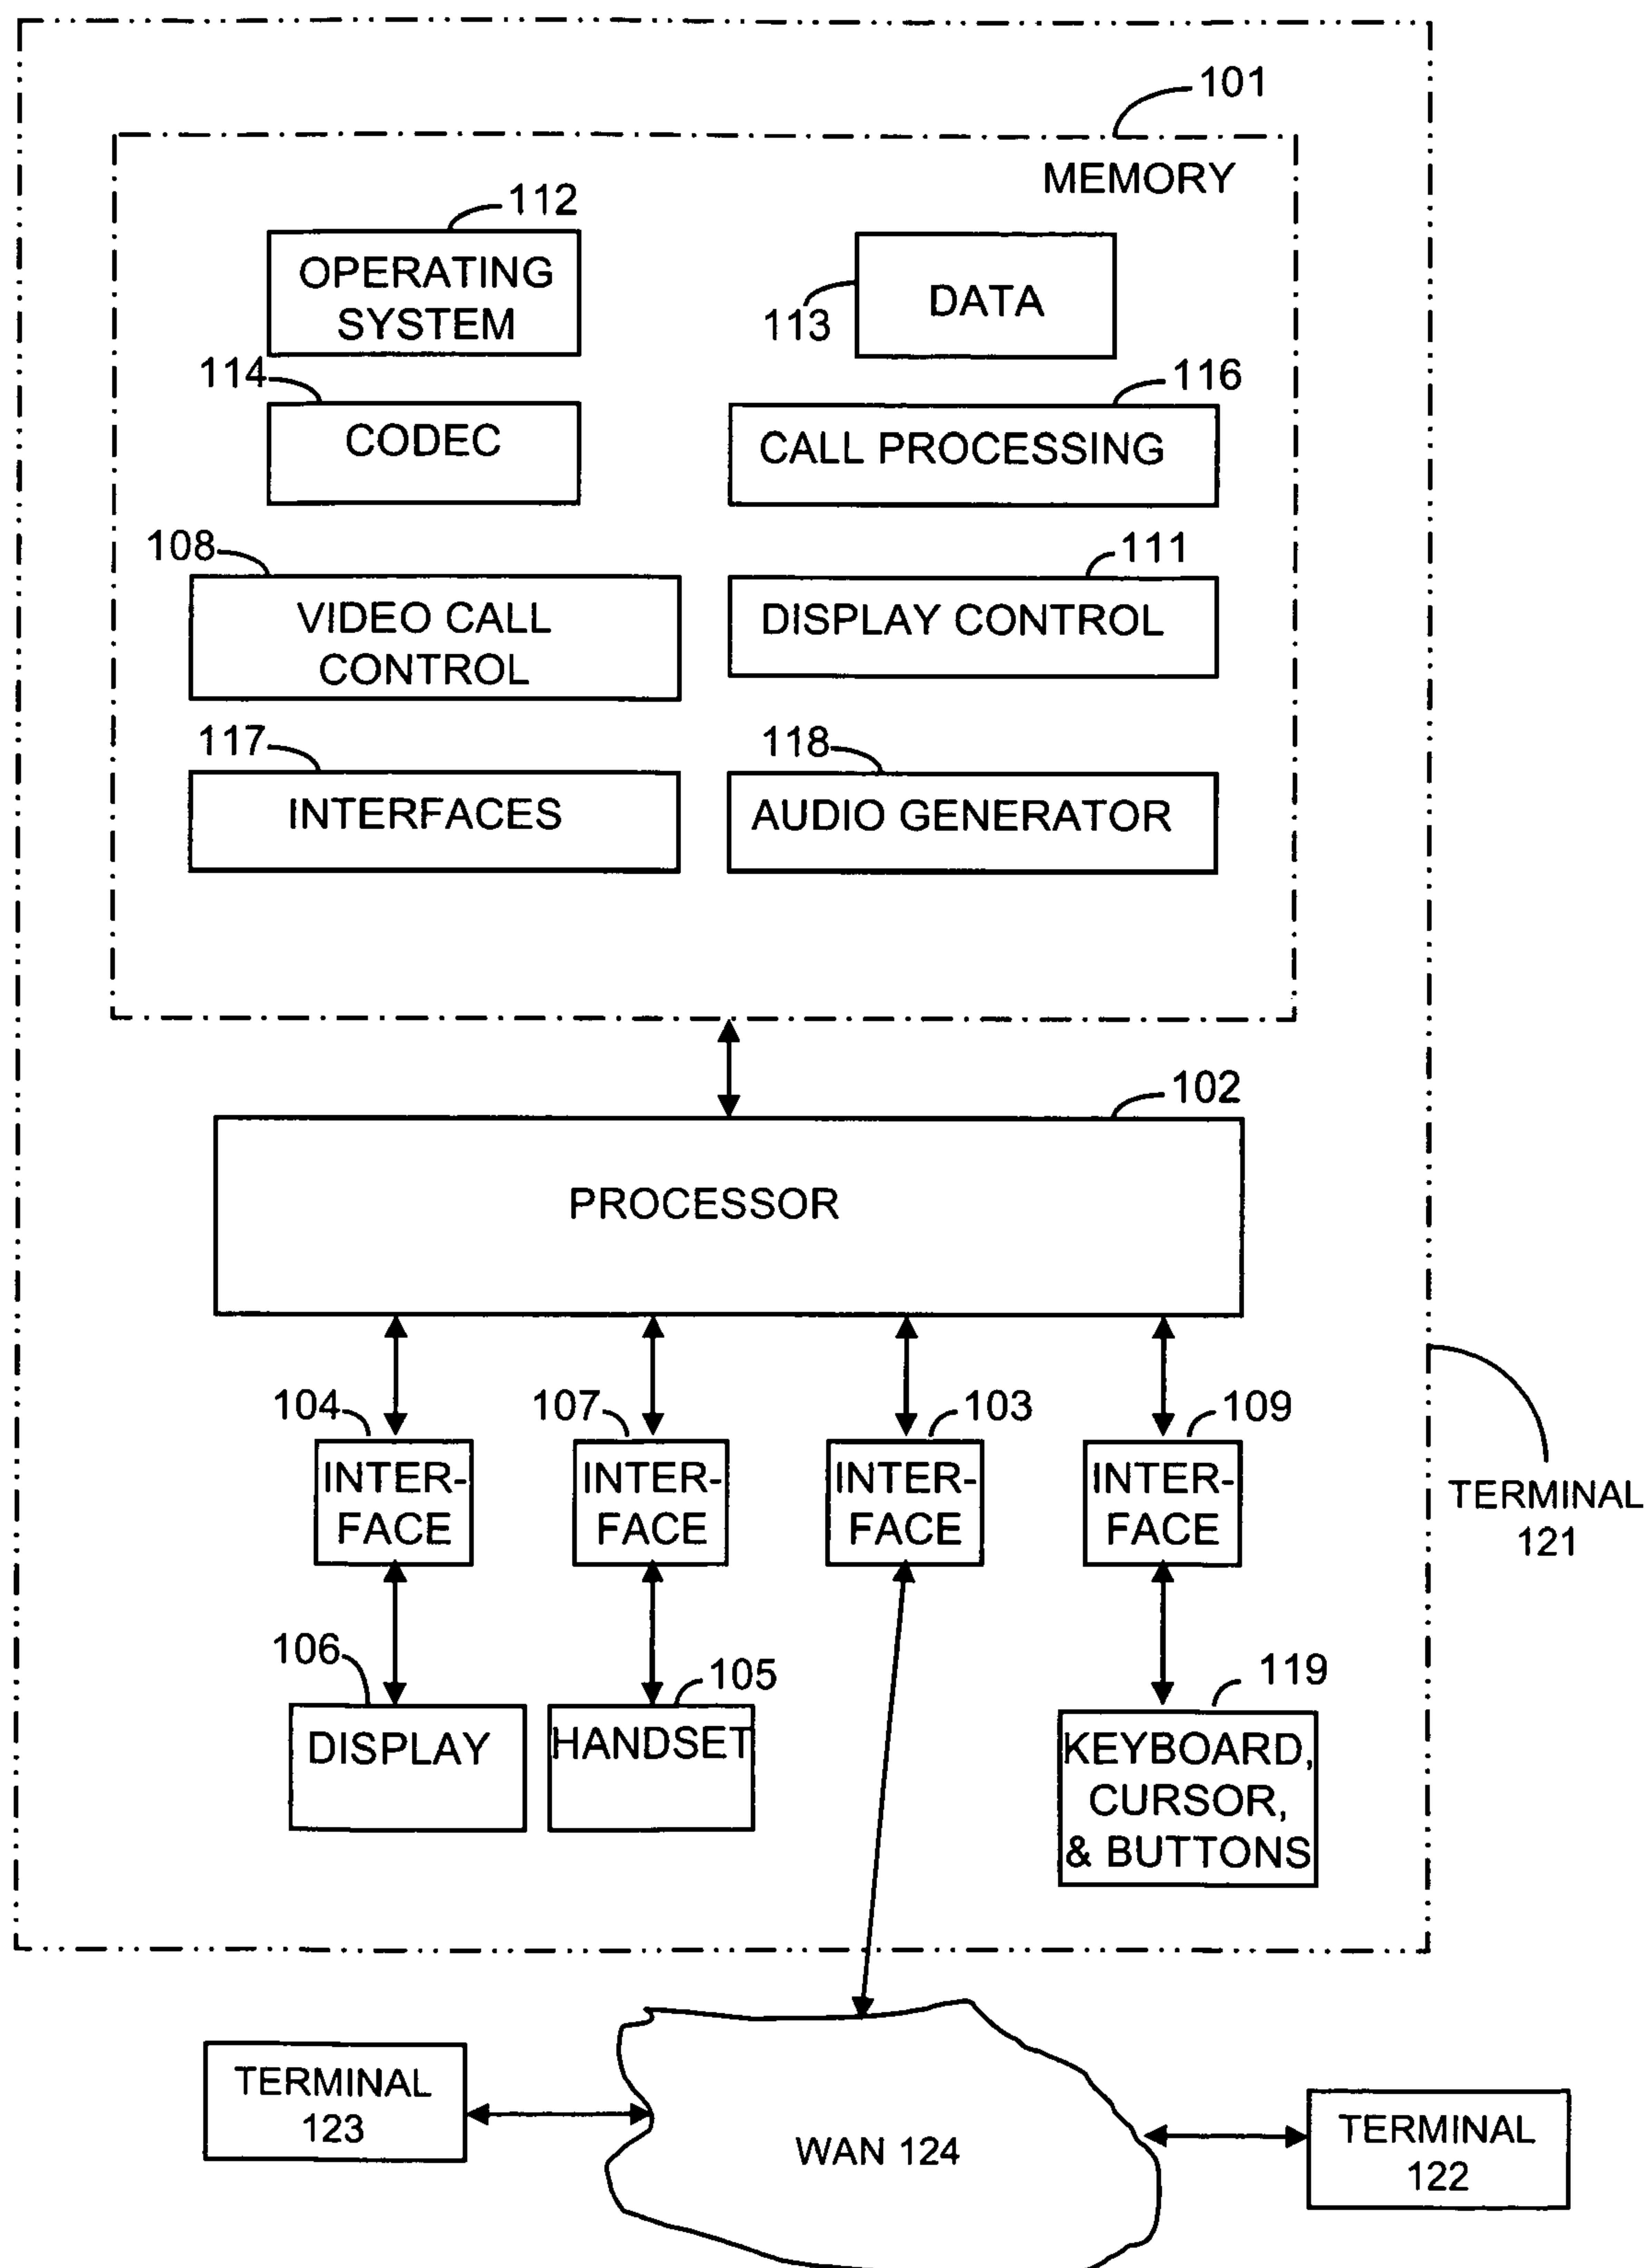 101
MEMORY
112
OPERATING
SYSTEM
113
DATA
114
CODEC
116
CALL PROCESSING
108
VIDEO CALL
CONTROL
111
DISPLAY CONTROL
117
INTERFACES
118
AUDIO GENERATOR
102
PROCESSOR
104
INTER-
FACE
107
INTER-
FACE
103
INTER-
FACE
109
INTER-
FACE
TERMINAL
121
106
DISPLAY
105
HANDSET
119
KEYBOARD,
CURSOR,
& BUTTONS
TERMINAL
123
WAN 124
TERMINAL
122